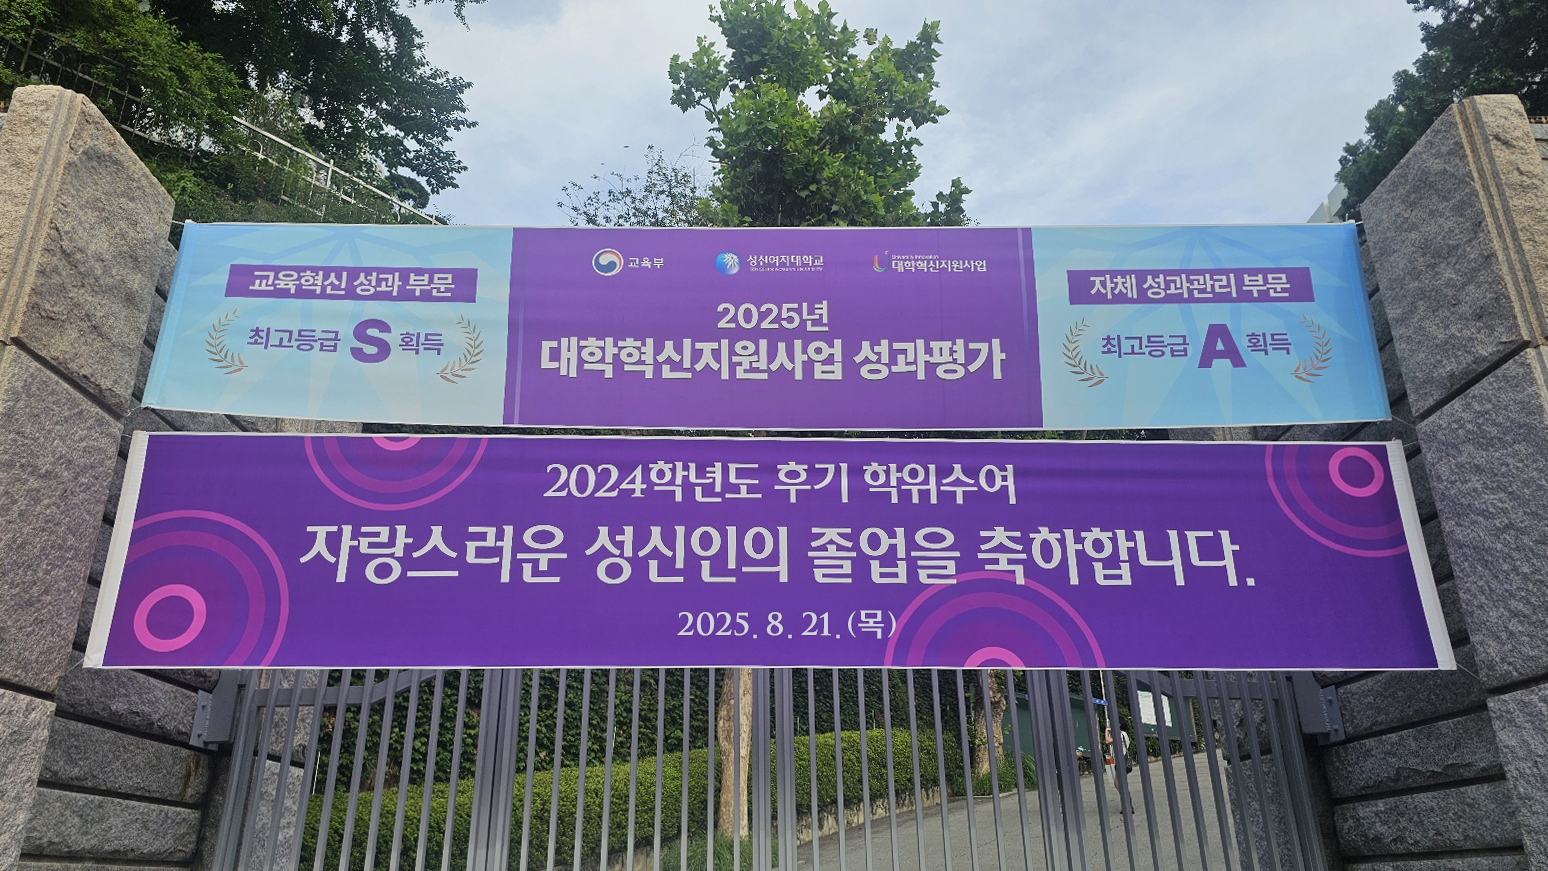 교육혁신 성과 부문
최고등급 S 획득
교육부
성신여자대학교
University Innovation
대학혁신지원사업
2025년
대학혁신지원사업 성과평가
자체 성과관리 부문
최고등급 A 획득
2024학년도 후기 학위수여
자랑스러운 성신인의 졸업을 축하합니다.
2025. 8. 21. (목)